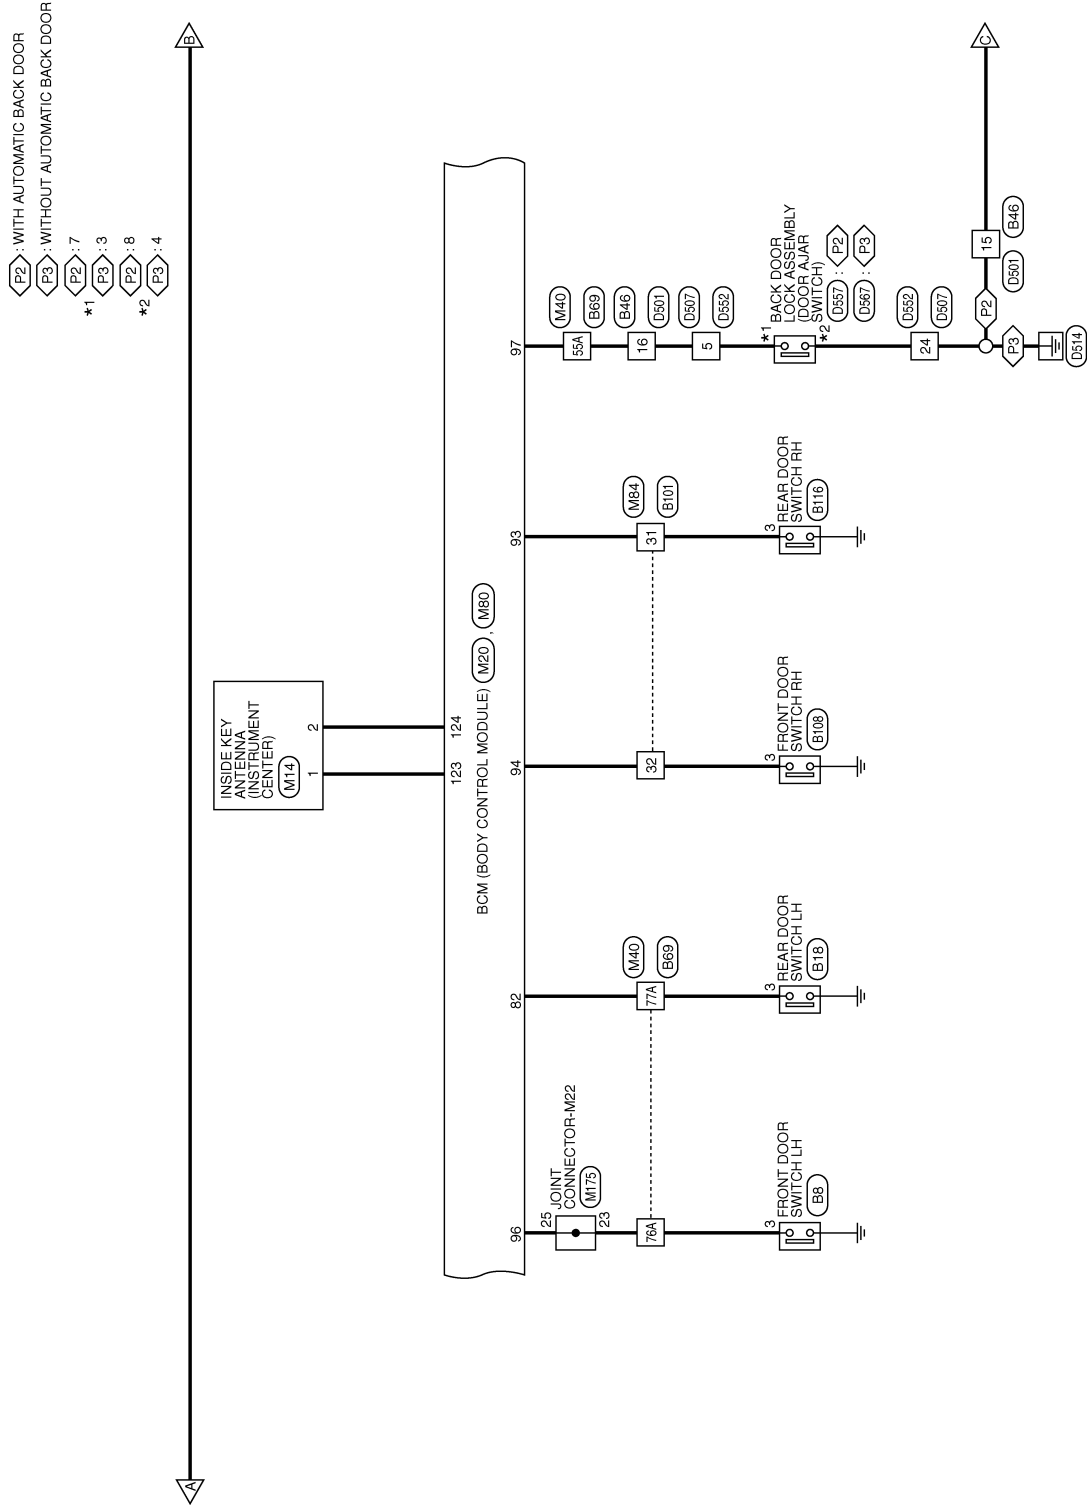 P2 : WITH AUTOMATIC BACK DOOR
P3 : WITHOUT AUTOMATIC BACK DOOR
*1 P2 : 7
P3 : 3
*2 P2 : 8
P3 : 4
A
B
INSIDE KEY
ANTENNA
(INSTRUMENT
CENTER)
M14
1
2
123
124
BCM (BODY CONTROL MODULE) M20 , M80
96
82
94
93
97
25
JOINT
CONNECTOR-M22
M175
23
76A
3
FRONT DOOR
SWITCH LH
B8
M40
B69
77A
3
REAR DOOR
SWITCH LH
B18
32
3
FRONT DOOR
SWITCH RH
B108
M84
B101
31
3
REAR DOOR
SWITCH RH
B116
M40
B69
55A
B46
D501
16
D507
D552
5
*1
BACK DOOR
LOCK ASSEMBLY
(DOOR AJAR
SWITCH)
D557 : P2
D567 : P3
*2
D552
D507
24
P2
P3
D514
15
B46
D501
C